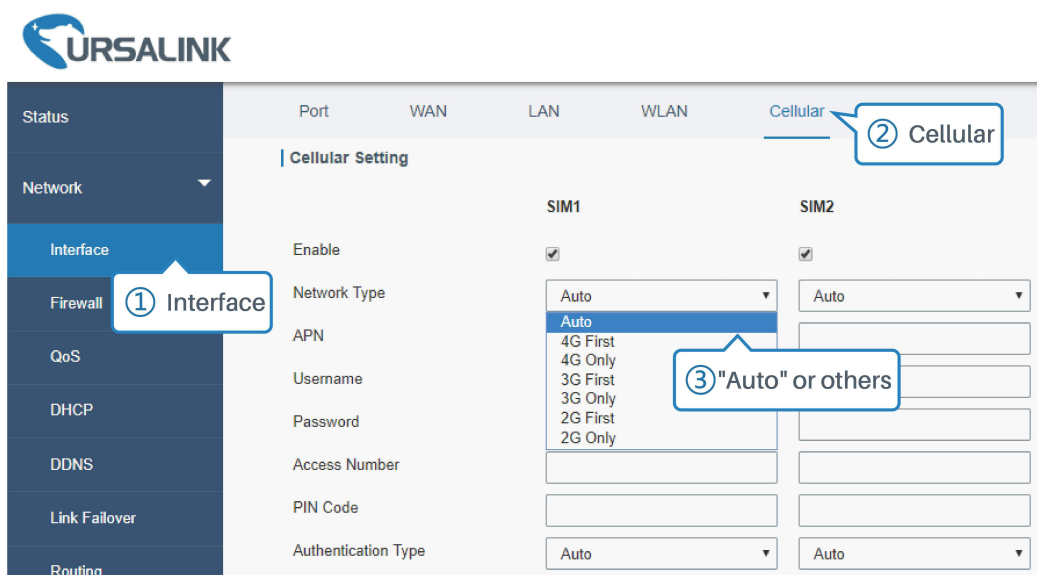 URSALINK
Status
Port WAN LAN WLAN Cellular
② Cellular
Cellular Setting
Network
SIM1 SIM2
Interface
Enable
① Interface
Network Type Auto Auto
Firewall
Auto
APN
4G First
QoS
4G Only
Username
3G First
③"Auto" or others
3G Only
DHCP
Password
2G First
2G Only
DDNS
Access Number
Link Failover
PIN Code
Authentication Type Auto Auto
Routing